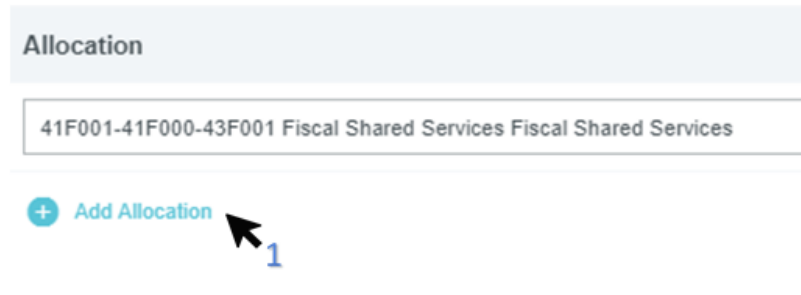 Allocation
41F001-41F000-43F001 Fiscal Shared Services Fiscal Shared Services
Add Allocation
1